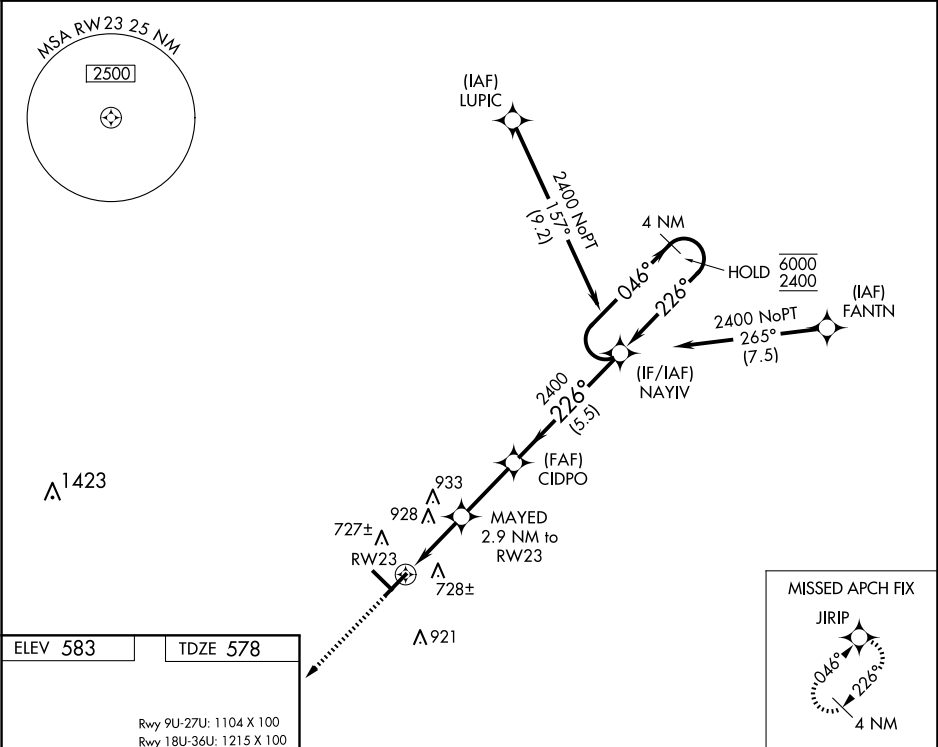 MSA RW23 25 NM
2500
(IAF)
LUPIC
2400 NoPT
157°
(9.2)
4 NM
HOLD
6000
2400
046°
226°
(IAF)
FANTN
2400 NoPT
265°
(7.5)
(IF/IAF)
NAYIV
2400
226°
(5.5)
(FAF)
CIDPO
1423
933
928
MAYED
2.9 NM to
RW23
727±
RW23
728±
921
MISSED APCH FIX
JIRIP
046°
226°
4 NM
ELEV 583
TDZE 578
Rwy 9U-27U: 1104 X 100
Rwy 18U-36U: 1215 X 100